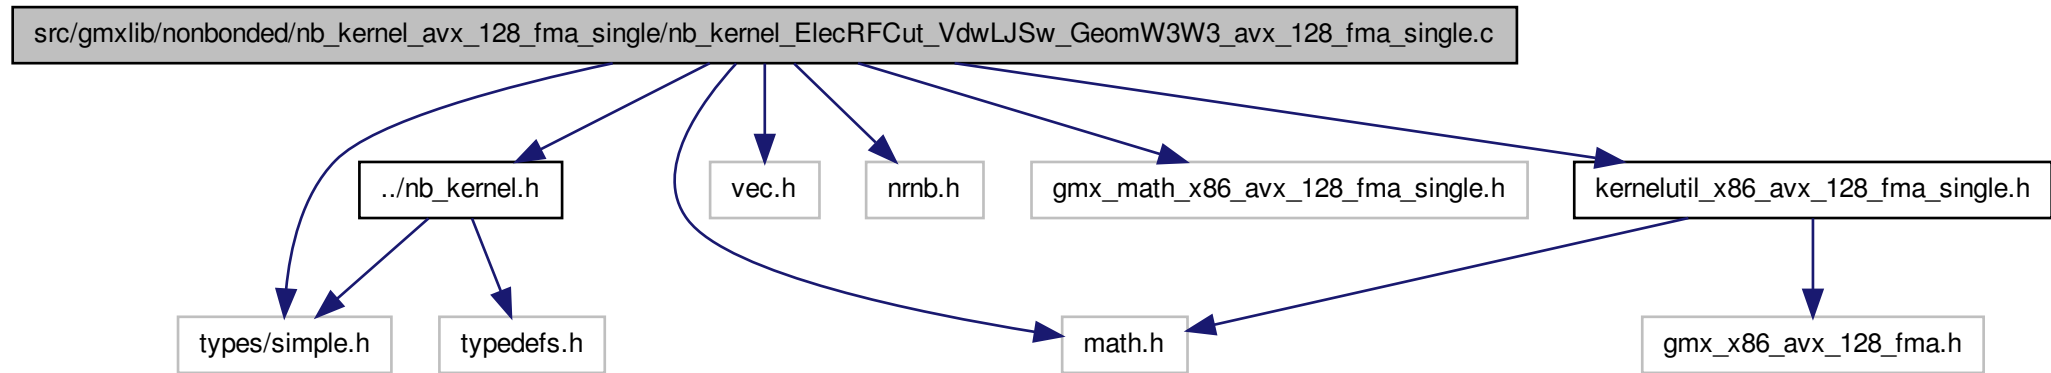 src/gmxlib/nonbonded/nb_kernel_avx_128_fma_single/nb_kernel_ElecRFCut_VdwLJSw_GeomW3W3_avx_128_fma_single.c
../nb_kernel.h
vec.h
nrnb.h
gmx_math_x86_avx_128_fma_single.h
kernelutil_x86_avx_128_fma_single.h
types/simple.h
typedefs.h
math.h
gmx_x86_avx_128_fma.h